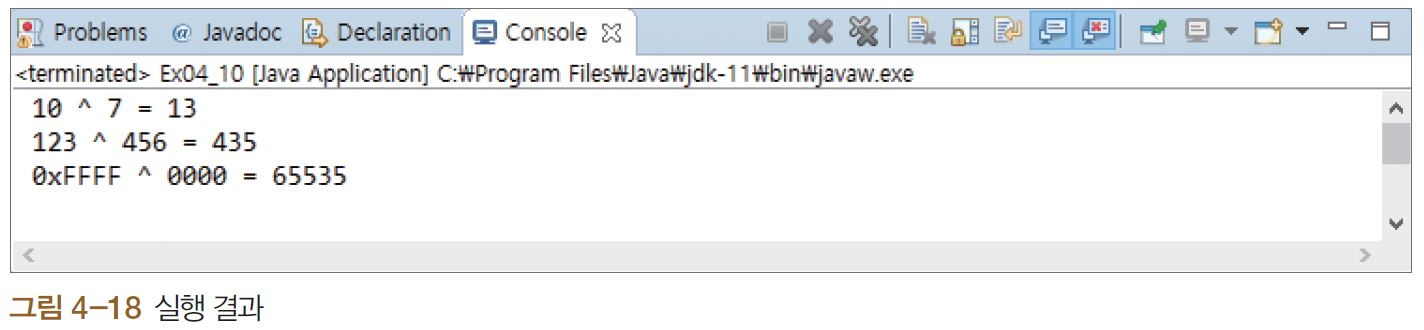 Problems @ Javadoc Declaration Console
<terminated> Ex04_10 [Java Application] C:₩Program Files₩Java₩jdk-11₩bin₩javaw.exe
10 ^ 7 = 13
123 ^ 456 = 435
0xFFFF ^ 0000 = 65535
그림 4-18 실행 결과